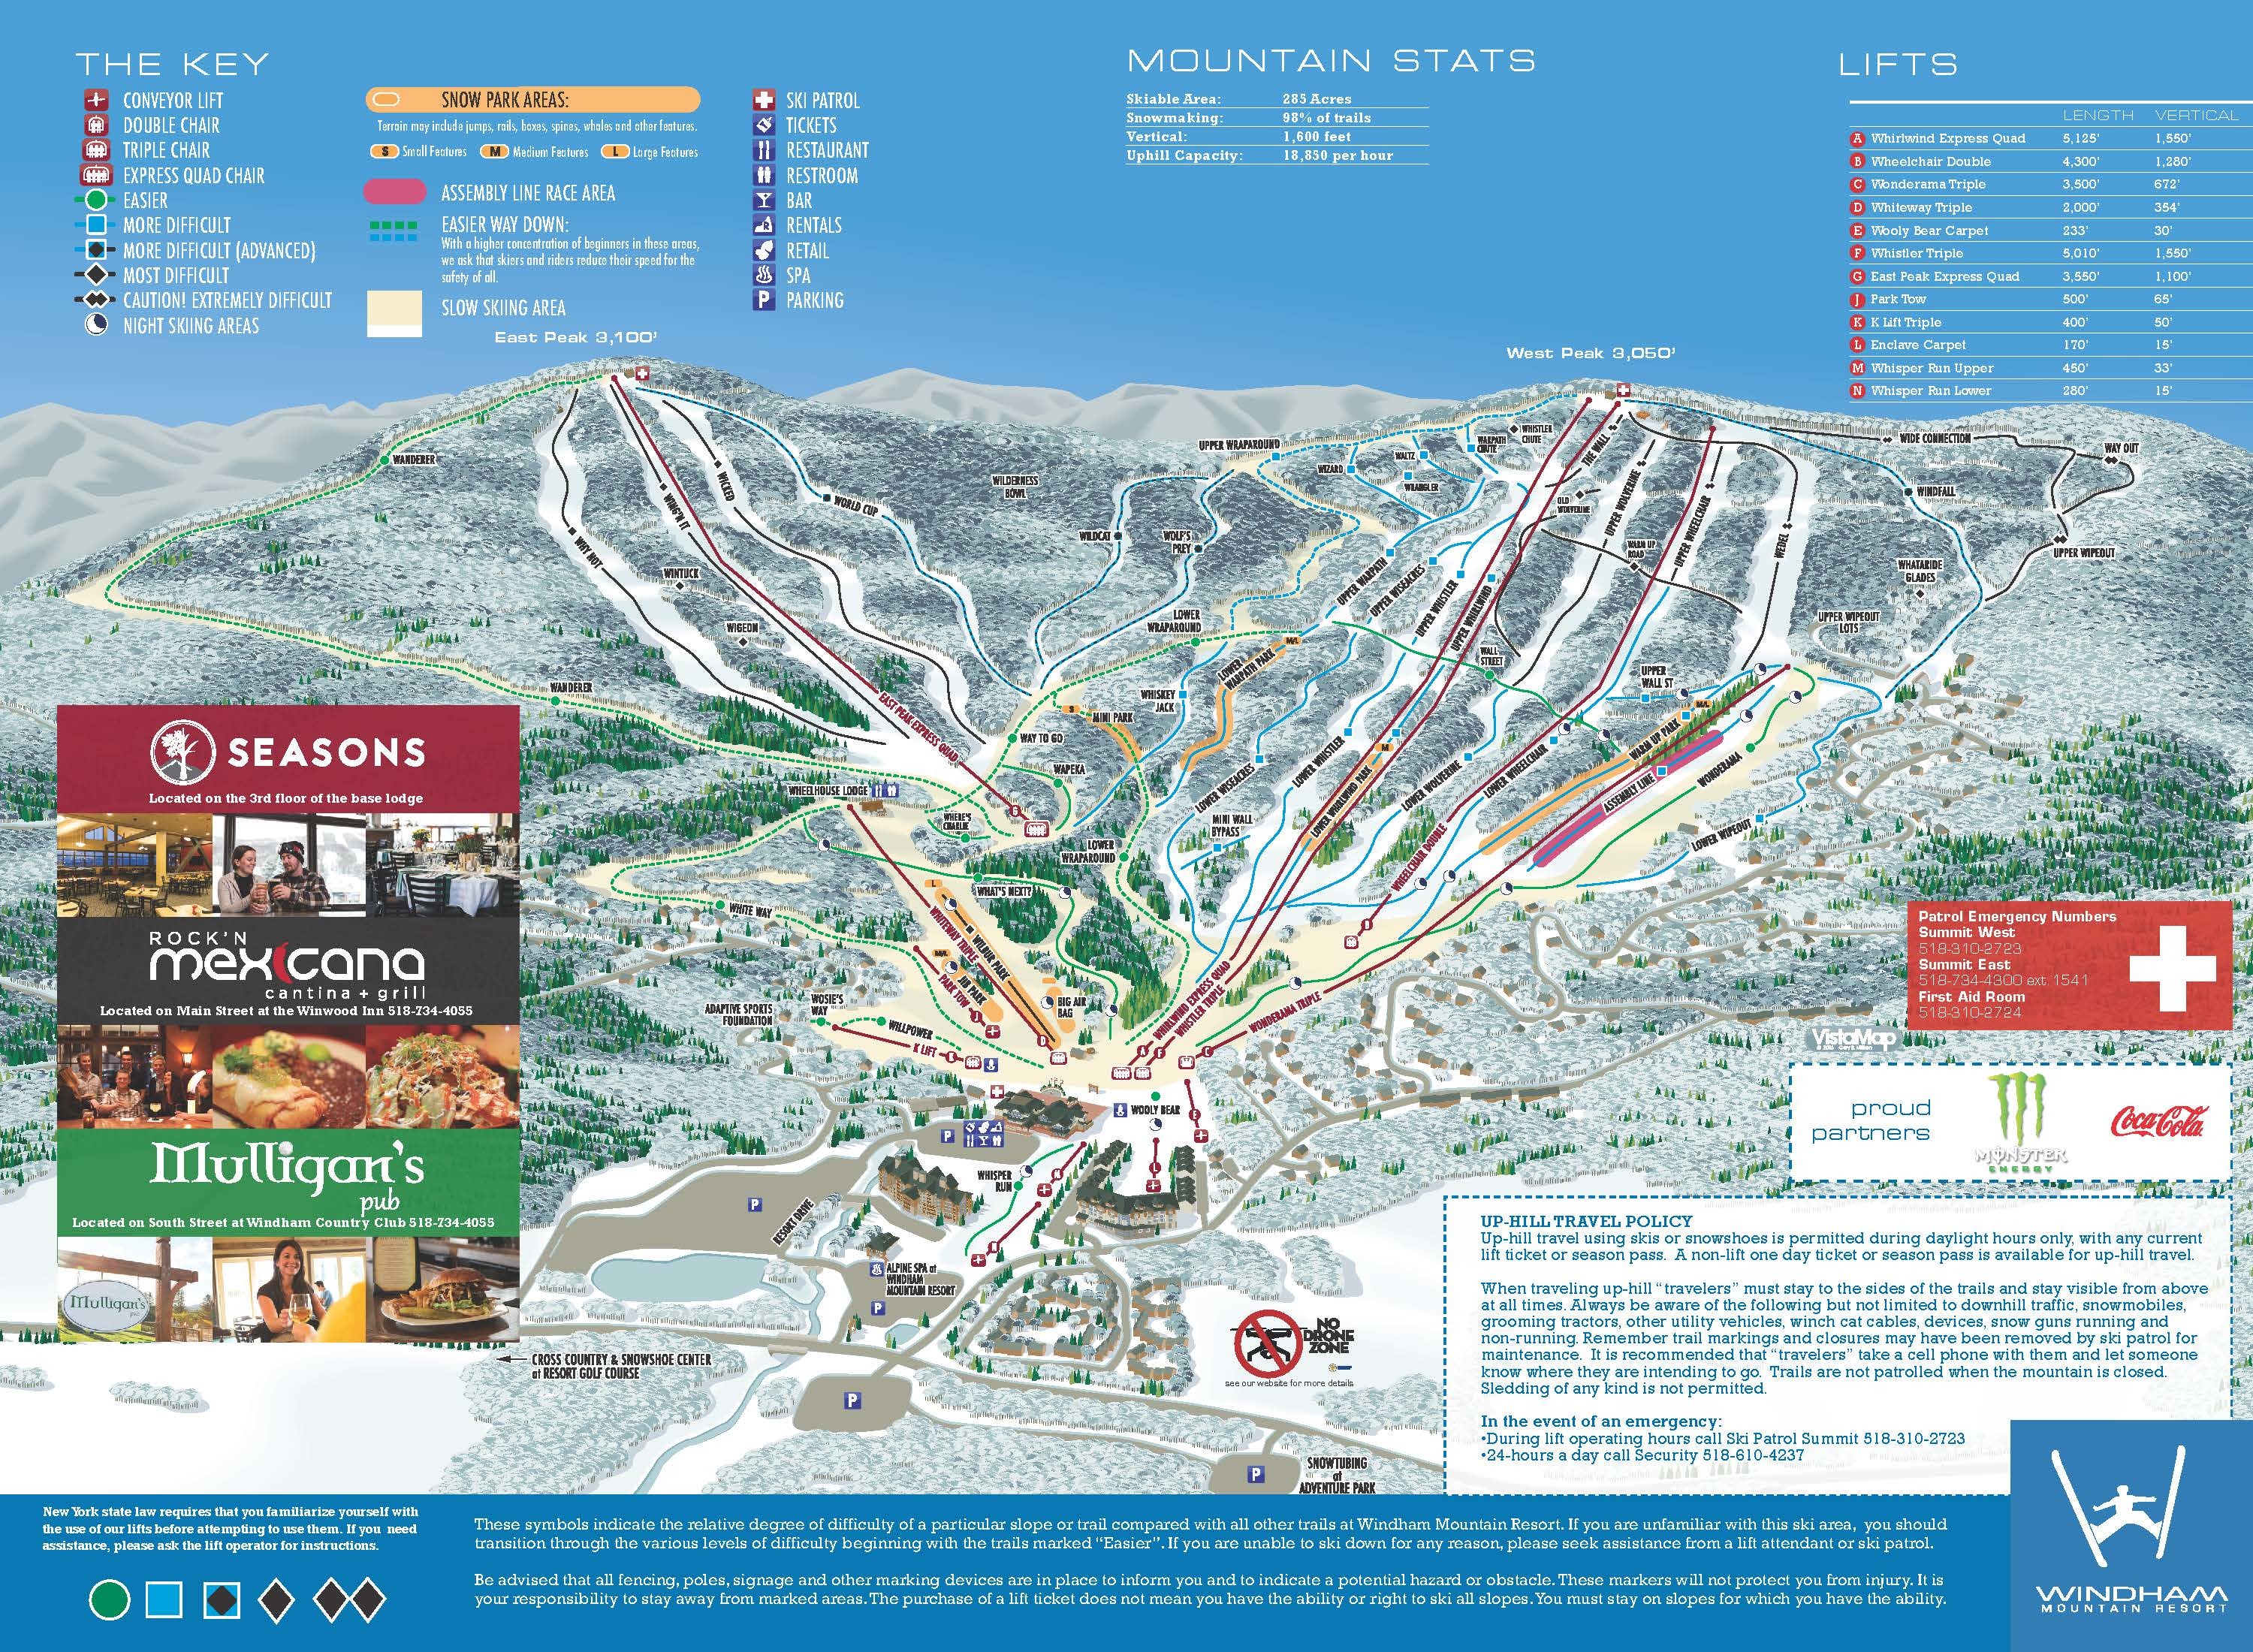 THE KEY
CONVEYOR LIFT
DOUBLE CHAIR
TRIPLE CHAIR
EXPRESS QUAD CHAIR
EASIER
MORE DIFFICULT
MORE DIFFICULT (ADVANCED)
MOST DIFFICULT
CAUTION! EXTREMELY DIFFICULT
NIGHT SKIING AREAS
SNOW PARK AREAS:
Terrain may include jumps, rails, boxes, spines, whales and other features.
S Small Features M Medium Features L Large Features
ASSEMBLY LINE RACE AREA
EASIER WAY DOWN:
With a higher concentration of beginners in these areas,
we ask that skiers and riders reduce their speed for the
safety of all.
SLOW SKIING AREA
SKI PATROL
TICKETS
RESTAURANT
RESTROOM
BAR
RENTALS
RETAIL
SPA
P PARKING
MOUNTAIN STATS
Skiable Area: 285 Acres
Snowmaking: 98% of trails
Vertical: 1,600 feet
Uphill Capacity: 18,850 per hour
LIFTS
LENGTH VERTICAL
A Whirlwind Express Quad 5,125' 1,550'
B Wheelchair Double 4,300' 1,280'
C Wonderama Triple 3,500' 672'
D Whiteway Triple 2,000' 354'
E Wooly Bear Carpet 233' 30'
F Whistler Triple 5,010' 1,550'
G East Peak Express Quad 3,550' 1,100'
J Park Tow 500' 65'
K K Lift Triple 400' 50'
L Enclave Carpet 170' 15'
M Whisper Run Upper 450' 33'
N Whisper Run Lower 280' 15'
East Peak 3,100'
West Peak 3,050'
WANDERER
WHY NOT
WING'N IT
WICKED
WORLD CUP
WINTUCK
WIGEON
WILDERNESS
BOWL
WILDCAT
WOLF'S
PREY
UPPER WRAPAROUND
WIZARD
WALTZ
WRANGLER
WARPATH
CHUTE
WHISTLER
CHUTE
THE WALL
OLD
WOLVERINE
UPPER WOLVERINE
WARM UP
ROAD
UPPER WHEELCHAIR
WEDEL
WIDE CONNECTION
WAY OUT
WINDFALL
UPPER WIPEOUT
WHATARIDE
GLADES
UPPER WIPEOUT
LOTS
UPPER WARPATH
UPPER WISEACRES
UPPER WHISTLER
UPPER WHIRLWIND
LOWER
WRAPAROUND
M/L
LOWER
WARPATH PARK
WALL
STREET
UPPER
WALL ST
WHISKEY
JACK
S
MINI PARK
WANDERER
EAST PEAK EXPRESS QUAD
WAY TO GO
WAPEKA
WHEELHOUSE LODGE
G
WHERE'S
CHARLIE
LOWER
WRAPAROUND
LOWER WISEACRES
MINI WALL
BYPASS
LOWER WHISTLER
M
LOWER WHIRLWIND PARK
LOWER WOLVERINE
LOWER WHEELCHAIR
WHEELCHAIR DOUBLE
M/L
WARM UP PARK
ASSEMBLY LINE
WONDERAMA
LOWER WIPEOUT
WHAT'S NEXT?
WHITE WAY
L
WHITEWAY TRIPLE
WILBUR PARK
M/L
JIB PARK
PARK TOW
J
D
BIG AIR
BAG
ADAPTIVE SPORTS
FOUNDATION
WOSIE'S
WAY
WILLPOWER
K LIFT
K
B
WHIRLWIND EXPRESS QUAD
WHISTLER TRIPLE
WONDERAMA TRIPLE
A
F
C
WOOLY BEAR
E
L
P
WHISPER
RUN
M
N
P
RESORT DRIVE
ALPINE SPA at
WINDHAM
MOUNTAIN RESORT
P
CROSS COUNTRY & SNOWSHOE CENTER
at RESORT GOLF COURSE
P
P
SNOWTUBING
at
ADVENTURE PARK
NO
DRONE
ZONE
see our website for more details
SEASONS
Located on the 3rd floor of the base lodge
ROCK'N
mexicana
cantina + grill
Located on Main Street at the Winwood Inn 518-734-4055
Mulligan's
pub
Located on South Street at Windham Country Club 518-734-4055
Mulligan's
Patrol Emergency Numbers
Summit West
518-310-2723
Summit East
518-734-4300 ext. 1541
First Aid Room
518-310-2724
VistaMap
proud
partners
MONSTER
ENERGY
Coca-Cola
UP-HILL TRAVEL POLICY
Up-hill travel using skis or snowshoes is permitted during daylight hours only, with any current
lift ticket or season pass. A non-lift one day ticket or season pass is available for up-hill travel.
When traveling up-hill "travelers" must stay to the sides of the trails and stay visible from above
at all times. Always be aware of the following but not limited to downhill traffic, snowmobiles,
grooming tractors, other utility vehicles, winch cat cables, devices, snow guns running and
non-running. Remember trail markings and closures may have been removed by ski patrol for
maintenance. It is recommended that "travelers" take a cell phone with them and let someone
know where they are intending to go. Trails are not patrolled when the mountain is closed.
Sledding of any kind is not permitted.
In the event of an emergency:
•During lift operating hours call Ski Patrol Summit 518-310-2723
•24-hours a day call Security 518-610-4237
New York state law requires that you familiarize yourself with
the use of our lifts before attempting to use them. If you need
assistance, please ask the lift operator for instructions.
These symbols indicate the relative degree of difficulty of a particular slope or trail compared with all other trails at Windham Mountain Resort. If you are unfamiliar with this ski area, you should
transition through the various levels of difficulty beginning with the trails marked "Easier". If you are unable to ski down for any reason, please seek assistance from a lift attendant or ski patrol.
Be advised that all fencing, poles, signage and other marking devices are in place to inform you and to indicate a potential hazard or obstacle. These markers will not protect you from injury. It is
your responsibility to stay away from marked areas. The purchase of a lift ticket does not mean you have the ability or right to ski all slopes. You must stay on slopes for which you have the ability.
WINDHAM
MOUNTAIN RESORT